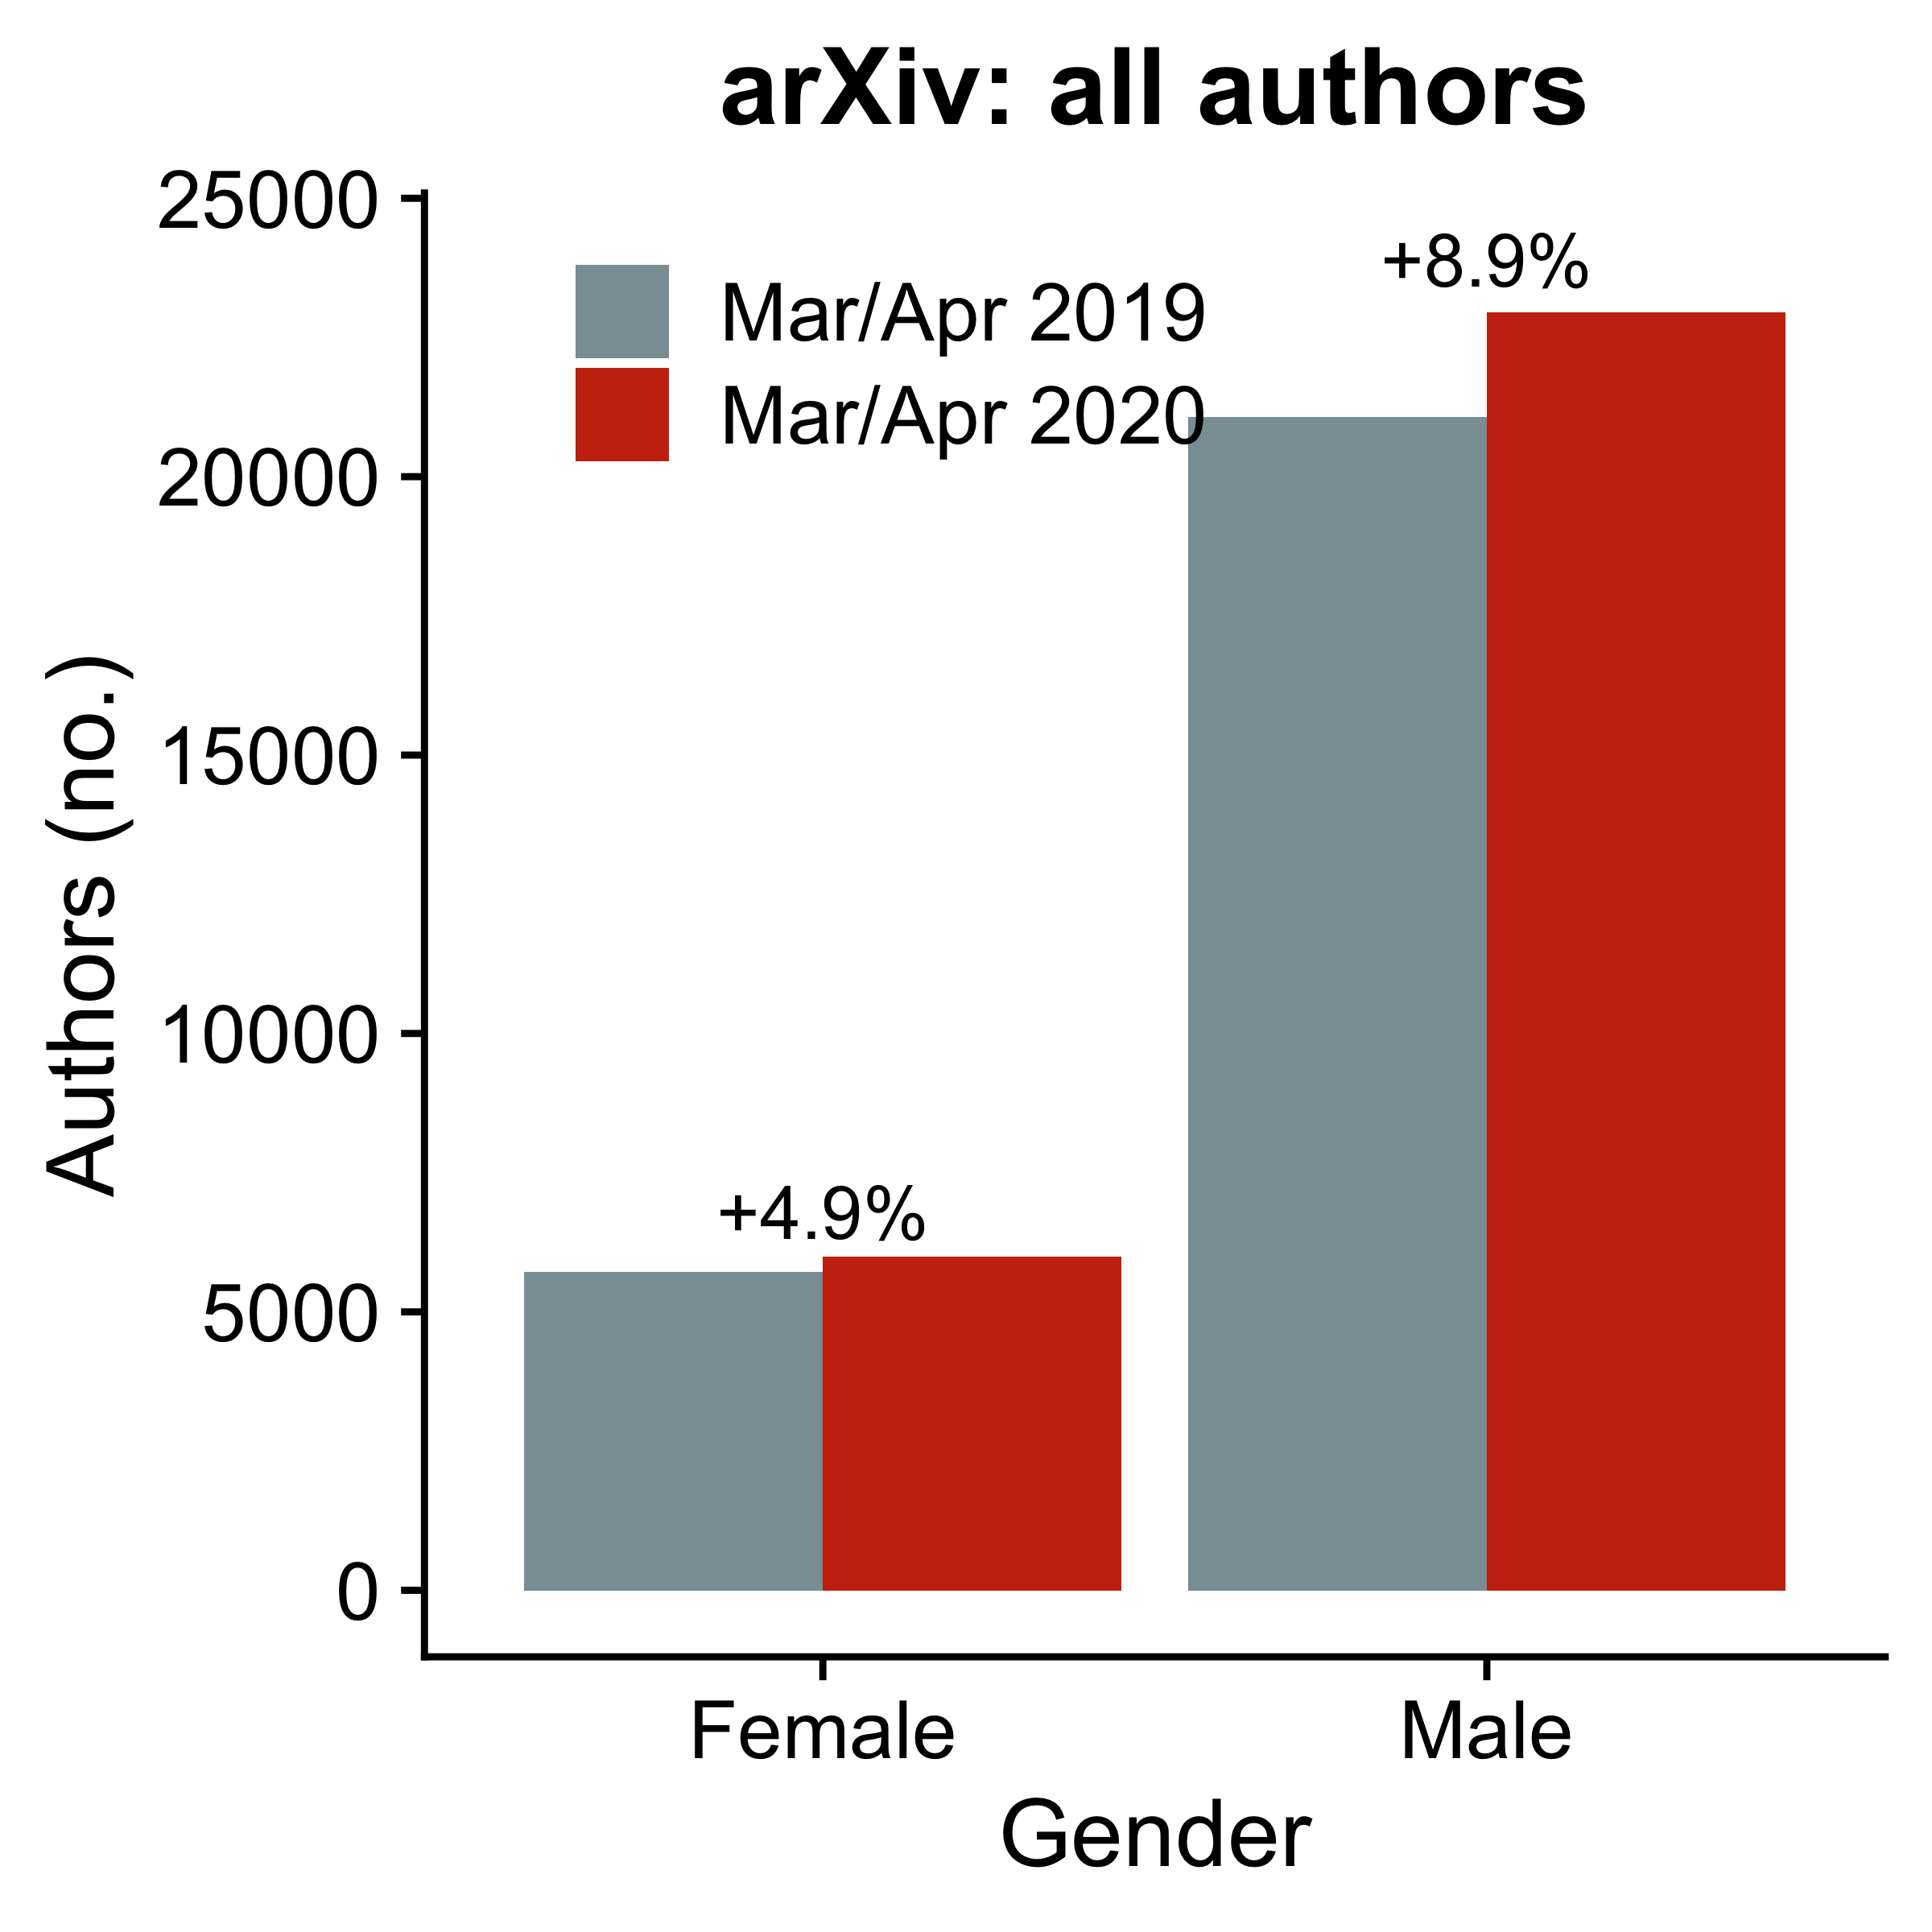 arXiv: all authors
25000
20000
15000
10000
5000
0
Authors (no.)
Mar/Apr 2019
Mar/Apr 2020
+8.9%
+4.9%
Female
Male
Gender